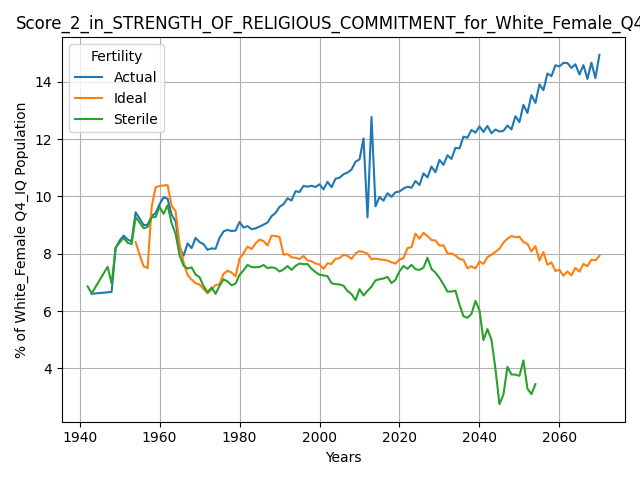 Score_2_in_STRENGTH_OF_RELIGIOUS_COMMITMENT_for_White_Female_Q4
Fertility
Actual
Ideal
Sterile
% of White_Female Q4_IQ Population
14
12
10
8
6
4
1940 1960 1980 2000 2020 2040 2060
Years